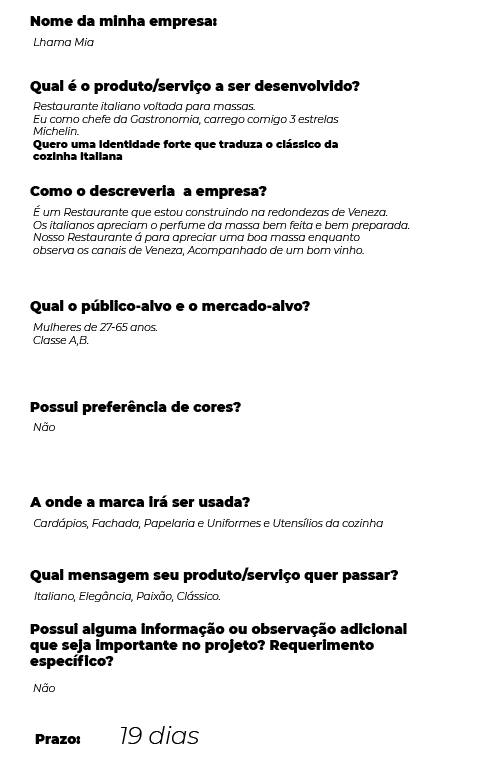 Nome da minha empresa:
Lhama Mia
Qual é o produto/serviço a ser desenvolvido?
Restaurante italiano voltada para massas.
Eu como chefe da Gastronomia, carrego comigo 3 estrelas
Michelin.
Quero uma identidade forte que traduza o clássico da
cozinha italiana
Como o descreveria a empresa?
É um Restaurante que estou construindo na redondezas de Veneza.
Os italianos apreciam o perfume da massa bem feita e bem preparada.
Nosso Restaurante á para apreciar uma boa massa enquanto
observa os canais de Veneza, Acompanhado de um bom vinho.
Qual o público-alvo e o mercado-alvo?
Mulheres de 27-65 anos.
Classe A,B.
Possui preferência de cores?
Não
A onde a marca irá ser usada?
Cardápios, Fachada, Papelaria e Uniformes e Utensílios da cozinha
Qual mensagem seu produto/serviço quer passar?
Italiano, Elegância, Paixão, Clássico.
Possui alguma informação ou observação adicional
que seja importante no projeto? Requerimento
específico?
Não
Prazo: 19 dias